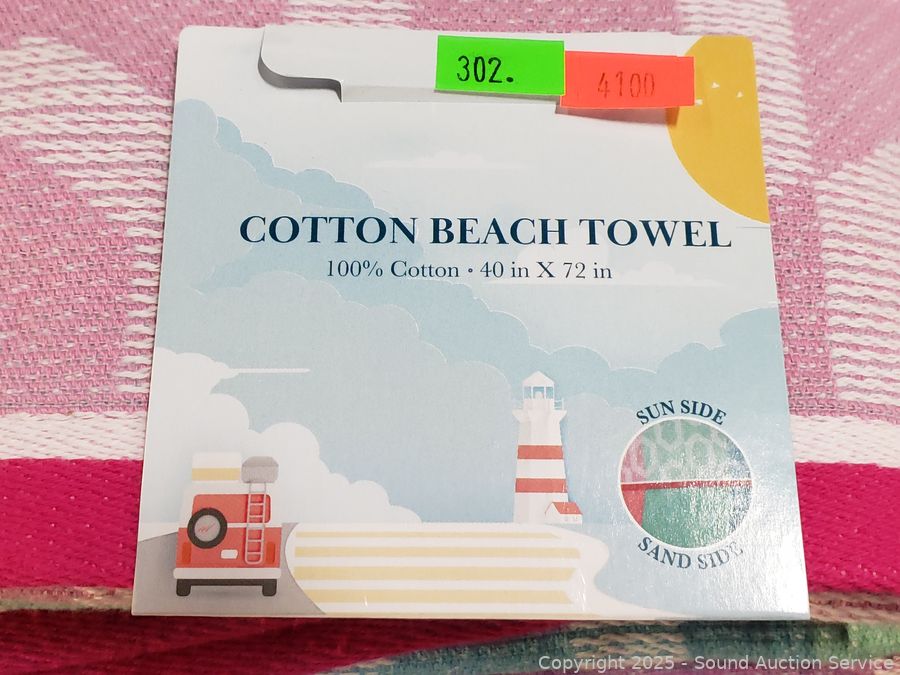 302.
4100
COTTON BEACH TOWEL
100% Cotton • 40 in X 72 in
SUN SIDE
SAND SIDE
Copyright 2025 - Sound Auction Service